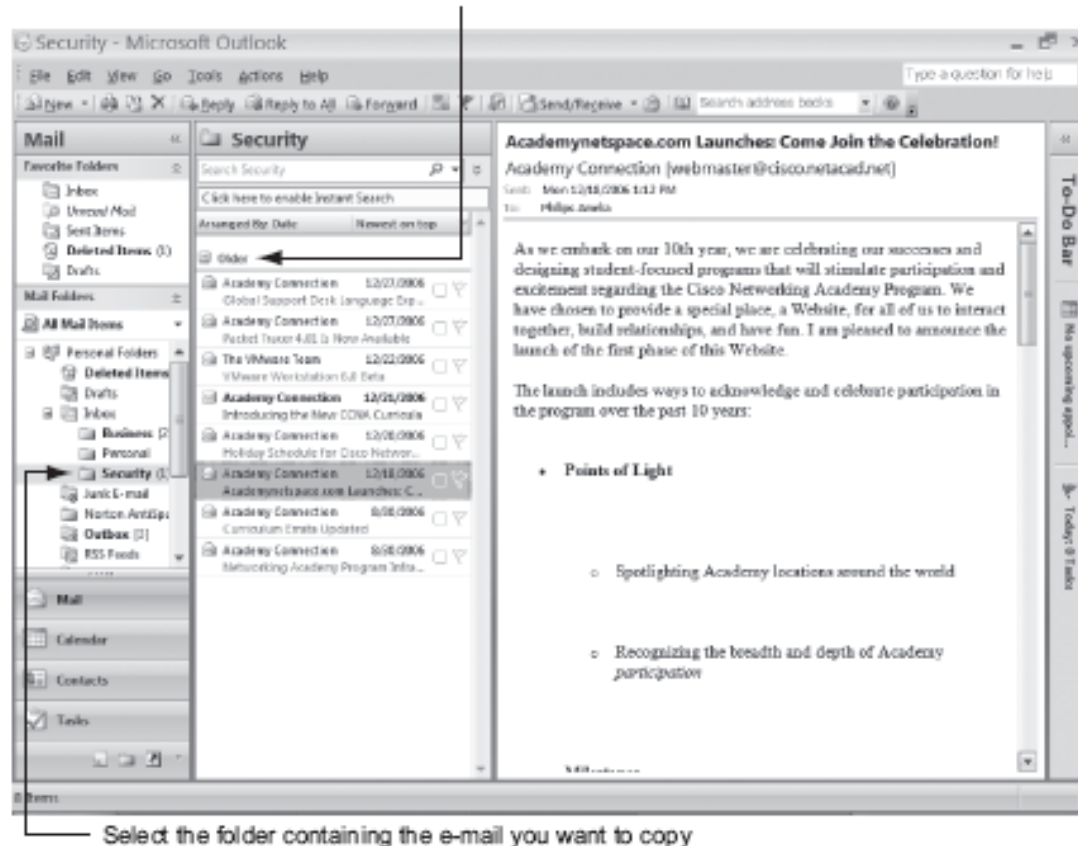 Security - Microsoft Outlook
File Edit View Go Tools Actions Help
Type a question for help
New Reply Reply to All Forward Send/Receive Search address books
Mail
Favorite Folders
Inbox
Unread Mail
Sent Items
Deleted Items (1)
Drafts
Mail Folders
All Mail Items
Personal Folders
Deleted Items
Drafts
Inbox
Business [2
Personal
Security (1)
Junk E-mail
Norton AntiSpa
Outbox [2]
RSS Feeds
Mail
Calendar
Contacts
Tasks
8 Items
Security
Search Security
Click here to enable Instant Search
Arranged By: Date Newest on top
Older
Academy Connection 12/27/2006
Global Support Desk Language Exp...
Academy Connection 12/27/2006
Packet Tracer 4.01 Is Now Available
The VMware Team 12/22/2006
VMware Workstation 6.0 Beta
Academy Connection 12/21/2006
Introducing the New CCNA Curricula
Academy Connection 12/20/2006
Holiday Schedule for Cisco Networ...
Academy Connection 12/18/2006
Academynetspace.com Launches: C...
Academy Connection 8/30/2006
Curriculum Errata Updated
Academy Connection 8/30/2006
Networking Academy Program Infra...
Academynetspace.com Launches: Come Join the Celebration!
Academy Connection [webmaster@cisco.netacad.net]
Sent: Mon 12/18/2006 1:12 PM
To: Philips Aneka
As we embark on our 10th year, we are celebrating our successes and
designing student-focused programs that will stimulate participation and
excitement regarding the Cisco Networking Academy Program. We
have chosen to provide a special place, a Website, for all of us to interact
together, build relationships, and have fun. I am pleased to announce the
launch of the first phase of this Website.
The launch includes ways to acknowledge and celebrate participation in
the program over the past 10 years:
• Points of Light
o Spotlighting Academy locations around the world
o Recognizing the breadth and depth of Academy
participation
To-Do Bar
No upcoming appoi...
Today: 0 Tasks
Select the folder containing the e-mail you want to copy